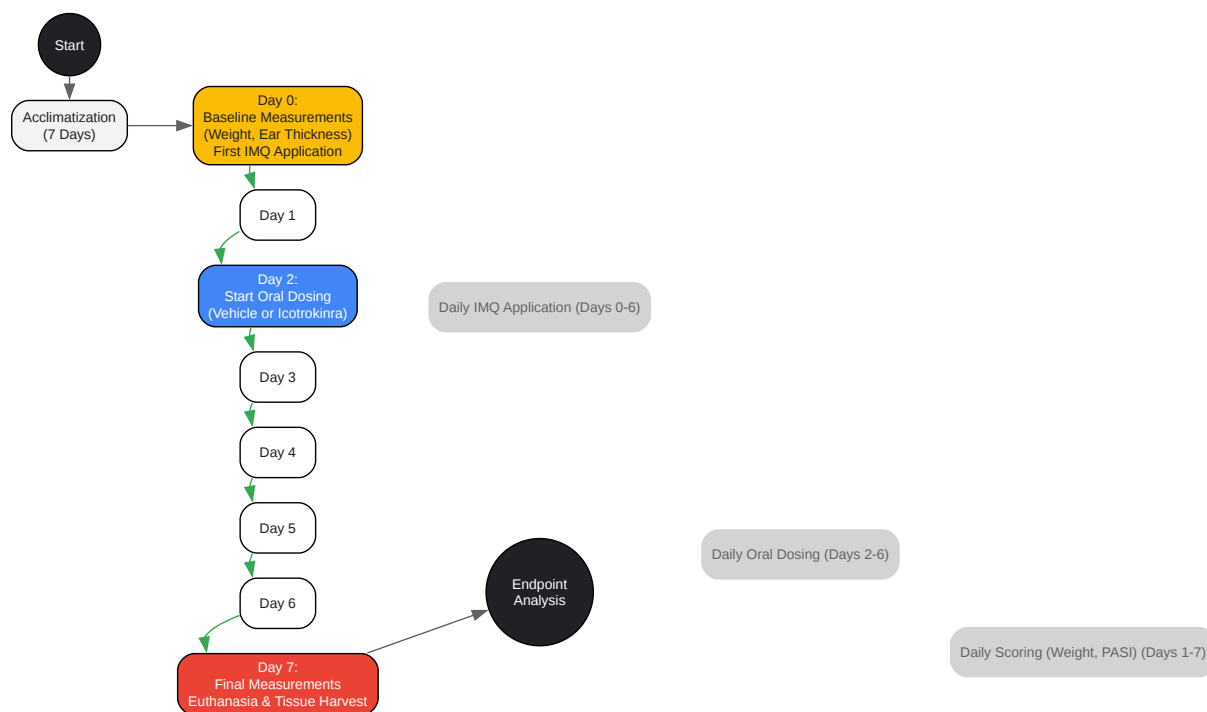 Start
Acclimatization
(7 Days)
Day 0:
Baseline Measurements
(Weight, Ear Thickness)
First IMQ Application
Day 1
Day 2:
Start Oral Dosing
(Vehicle or Icotrokinra)
Daily IMQ Application (Days 0-6)
Day 3
Day 4
Day 5
Daily Oral Dosing (Days 2-6)
Endpoint
Analysis
Day 6
Daily Scoring (Weight, PASI) (Days 1-7)
Day 7:
Final Measurements
Euthanasia & Tissue Harvest